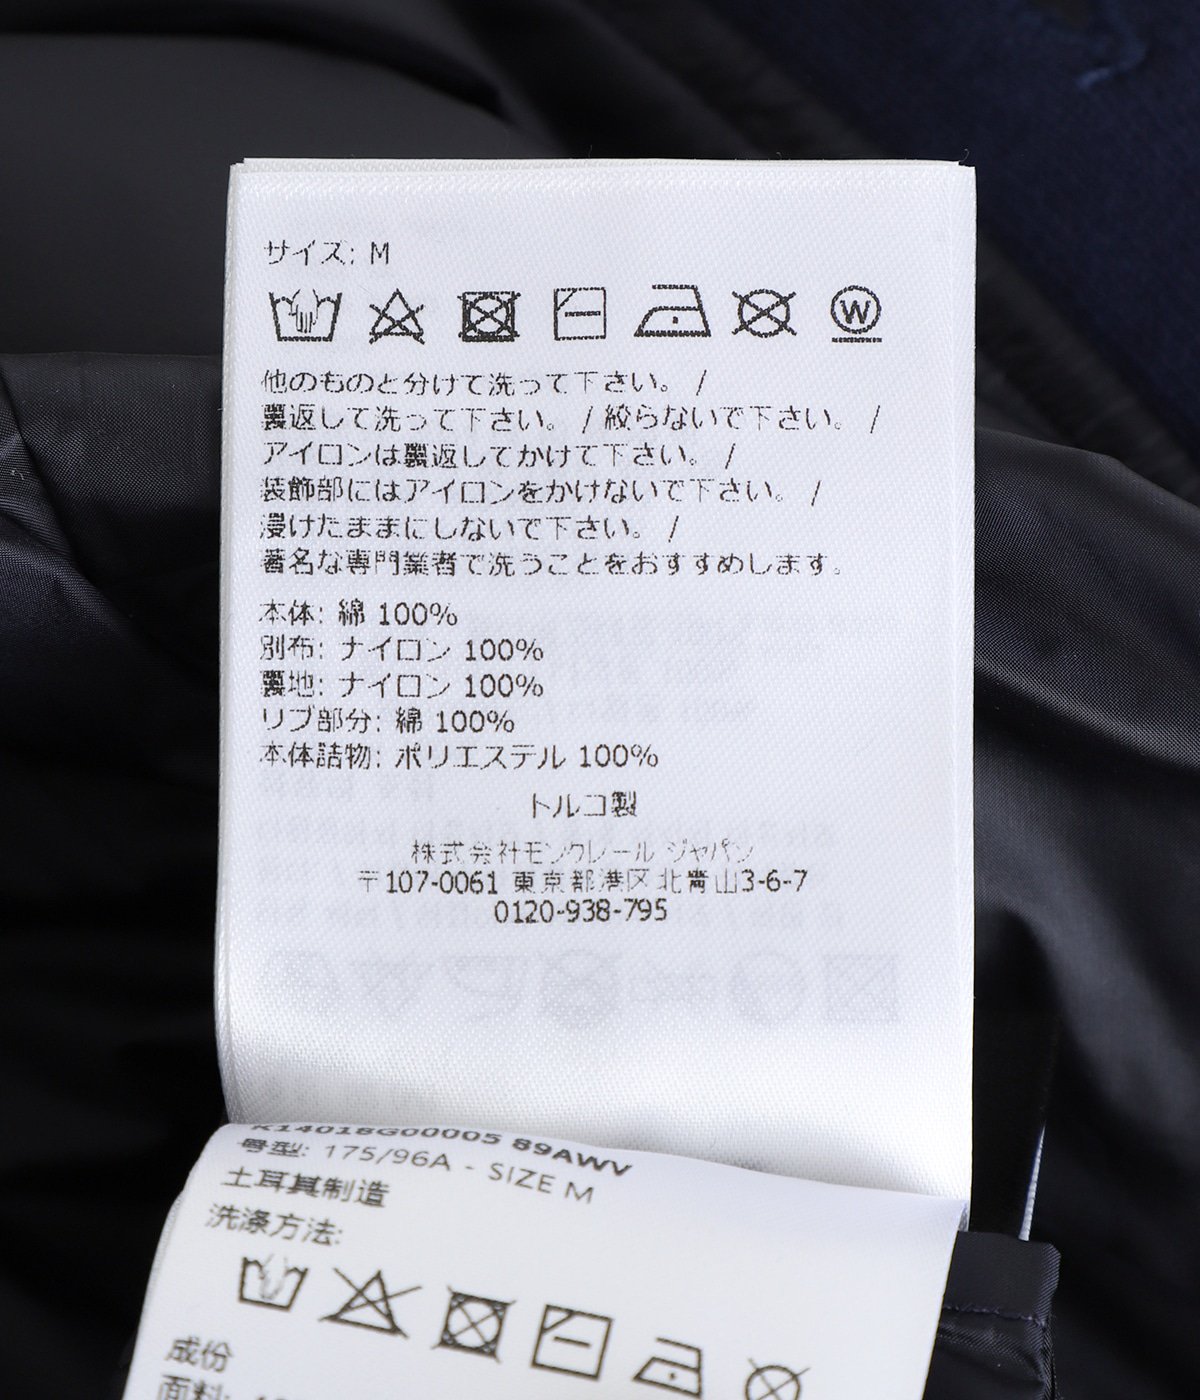 サイズ: M
W
他のものと分けて洗って下さい。 /
裏返して洗って下さい。 / 絞らないで下さい。 /
アイロンは裏返してかけて下さい。 /
装飾部にはアイロンをかけないで下さい。 /
浸けたままにしないで下さい。 /
著名な専門業者で洗うことをおすすめします。
本体: 綿 100%
別布: ナイロン 100%
裏地: ナイロン 100%
リブ部分: 綿 100%
本体詰物: ポリエステル 100%
トルコ製
株式会社モンクレール ジャパン
〒107-0061 東京都港区北青山3-6-7
0120-938-795
K14018G00005 89AWV
号型: 175/96A - SIZE M
土耳其制造
洗涤方法:
成份
面料: